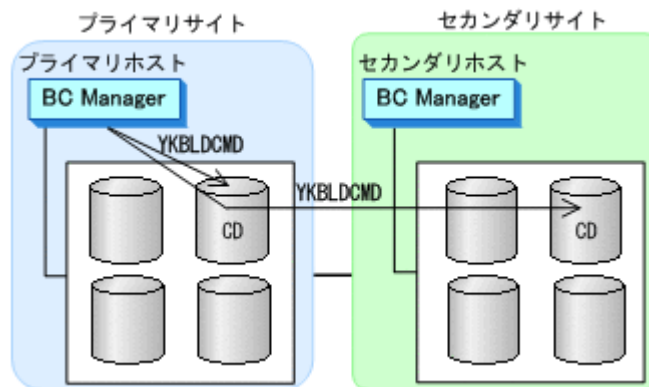 プライマリサイト
セカンダリサイト
プライマリホスト
セカンダリホスト
BC Manager
BC Manager
YKBLDCMD
YKBLDCMD
CD
CD